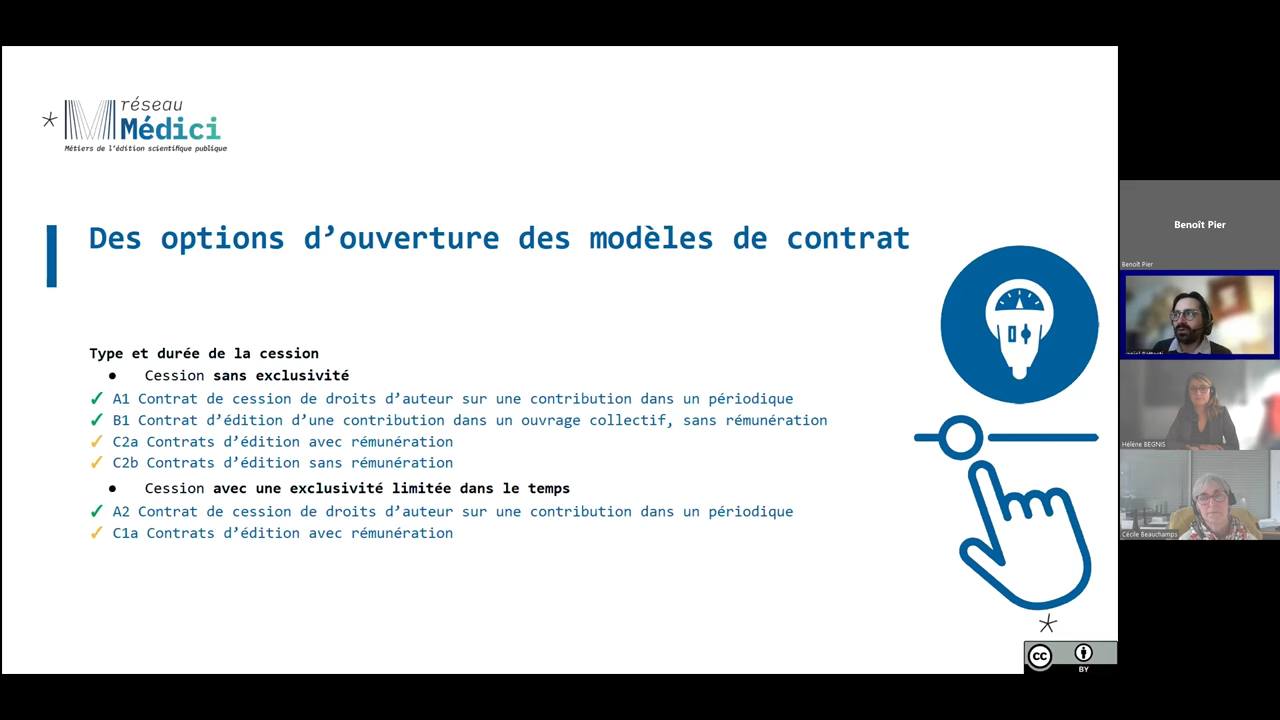 réseau
Médici
Métiers de l'édition scientifique publique
Des options d’ouverture des modèles de contrat
Type et durée de la cession
● Cession sans exclusivité
✓ A1 Contrat de cession de droits d’auteur sur une contribution dans un périodique
✓ B1 Contrat d’édition d’une contribution dans un ouvrage collectif, sans rémunération
✓ C2a Contrats d’édition avec rémunération
✓ C2b Contrats d’édition sans rémunération
● Cession avec une exclusivité limitée dans le temps
✓ A2 Contrat de cession de droits d’auteur sur une contribution dans un périodique
✓ C1a Contrats d’édition avec rémunération
cc
BY
Benoît Pier
Benoît Pier
Hélène BEGNIS
Cécile Beauchamps